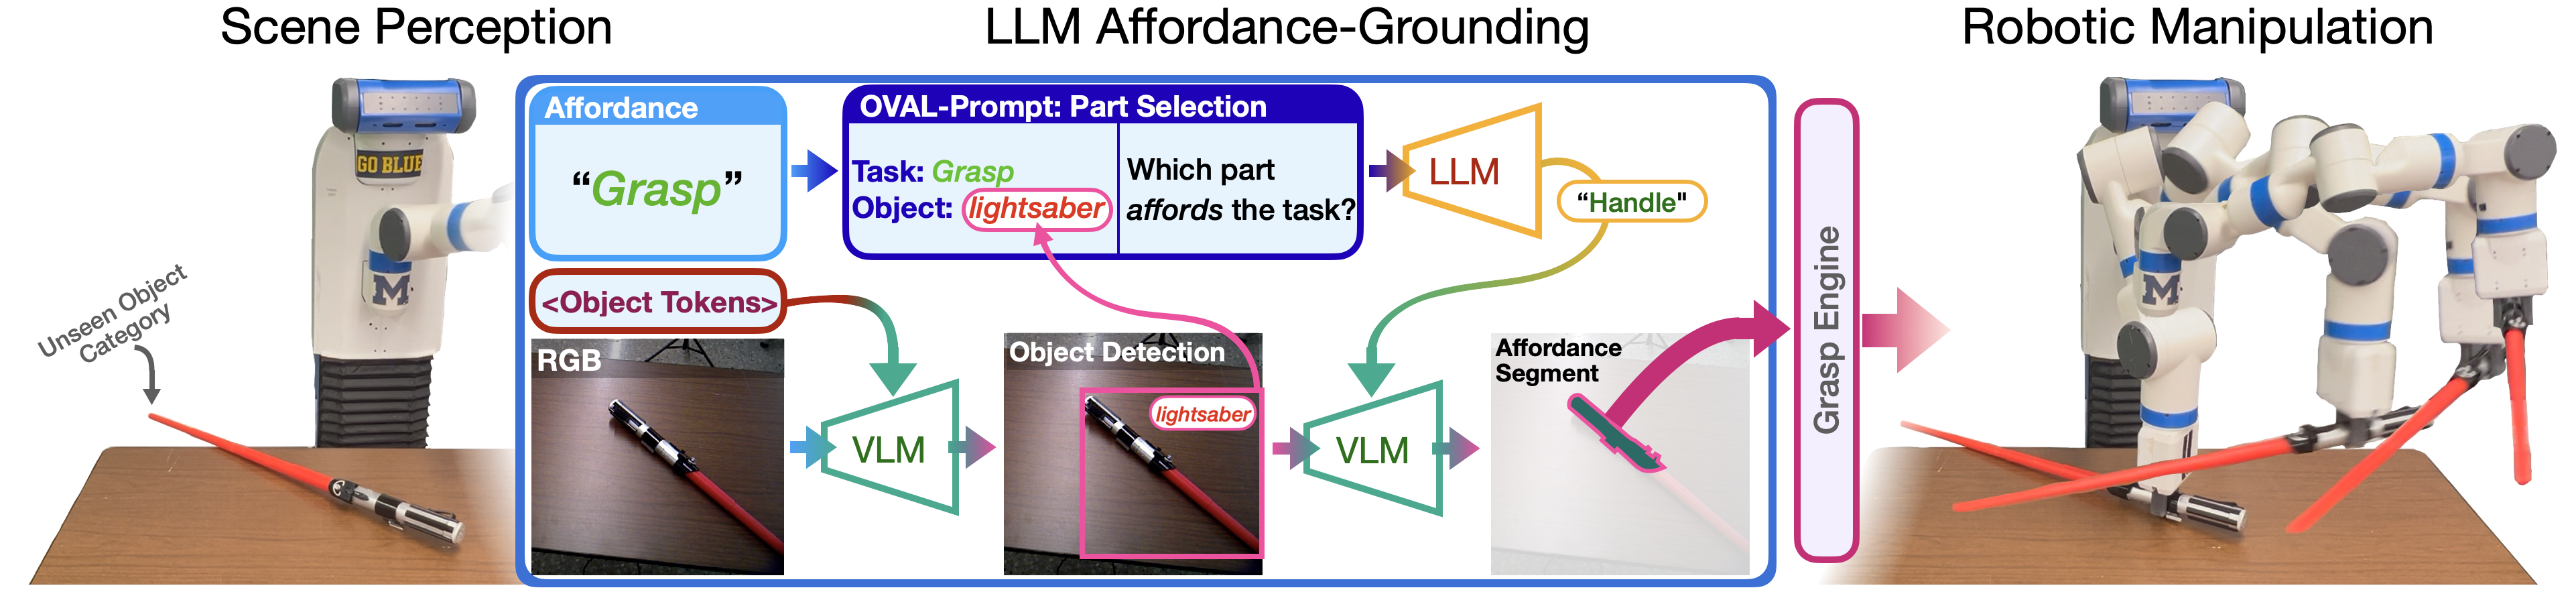 Scene Perception
LLM Affordance-Grounding
Robotic Manipulation
GO BLUE
M
Unseen Object
Category
Affordance
“Grasp”
<Object Tokens>
RGB
OVAL-Prompt: Part Selection
Task: Grasp
Object: lightsaber
Which part
affords the task?
LLM
“Handle"
VLM
Object Detection
lightsaber
VLM
Affordance
Segment
Grasp Engine
M